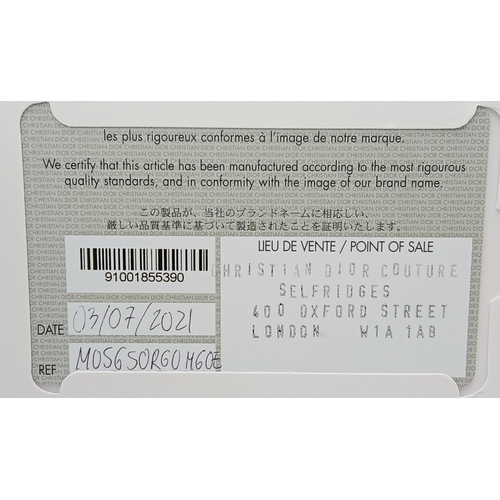 les plus rigoureux conformes à l'image de notre marque.
We certify that this article has been manufactured according to the most rigourous
quality standards, and in conformity with the image of our brand name.
この製品が、当社のブランドネームに相応しい、
厳しい品質基準に基づいて製造されたことを証明いたします。
LIEU DE VENTE / POINT OF SALE
91001855390
CHRISTIAN DIOR COUTURE
SELFRIDGES
400 OXFORD STREET
LONDON W1A 1AB
DATE 03/07/2021
REF M0565ORGO M60E